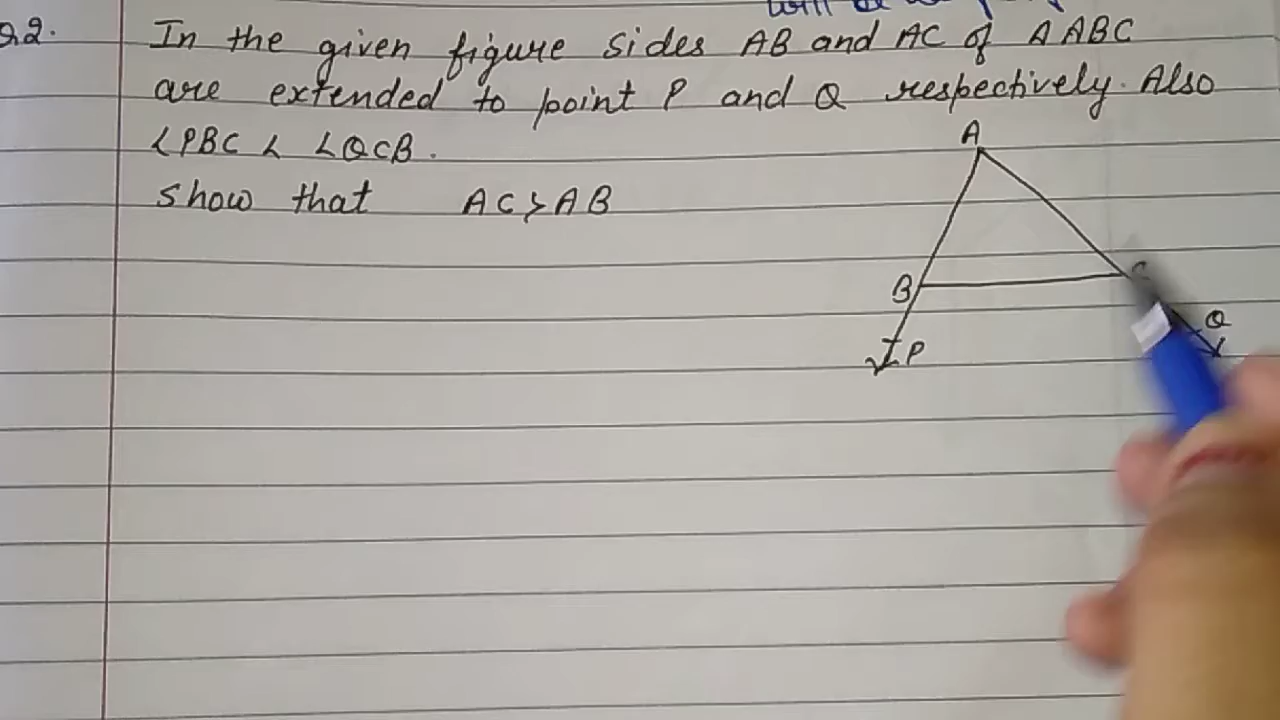 Q2.
In the given figure sides AB and AC of ΔABC
are extended to point P and Q respectively. Also
∠PBC < ∠QCB.
show that AC > AB
A
B
C
P
Q